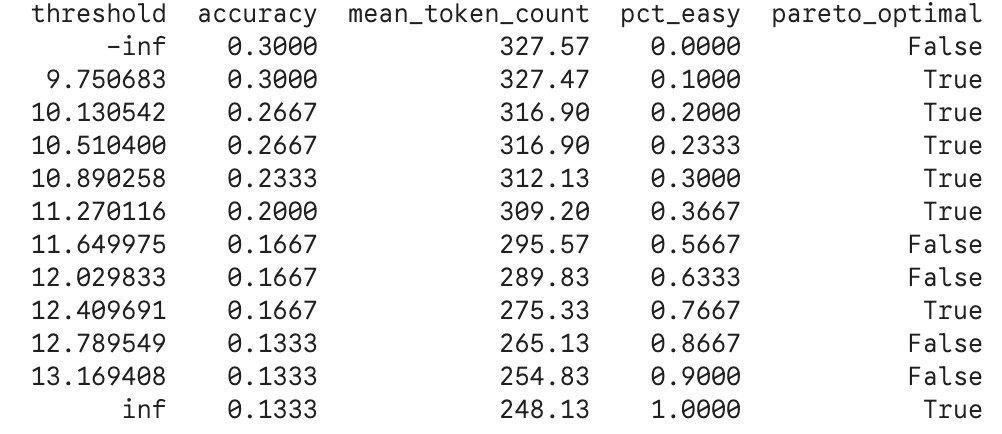 threshold accuracy mean_token_count pct_easy pareto_optimal
-inf 0.3000 327.57 0.0000 False
9.750683 0.3000 327.47 0.1000 True
10.130542 0.2667 316.90 0.2000 True
10.510400 0.2667 316.90 0.2333 True
10.890258 0.2333 312.13 0.3000 True
11.270116 0.2000 309.20 0.3667 True
11.649975 0.1667 295.57 0.5667 False
12.029833 0.1667 289.83 0.6333 False
12.409691 0.1667 275.33 0.7667 True
12.789549 0.1333 265.13 0.8667 False
13.169408 0.1333 254.83 0.9000 False
inf 0.1333 248.13 1.0000 True